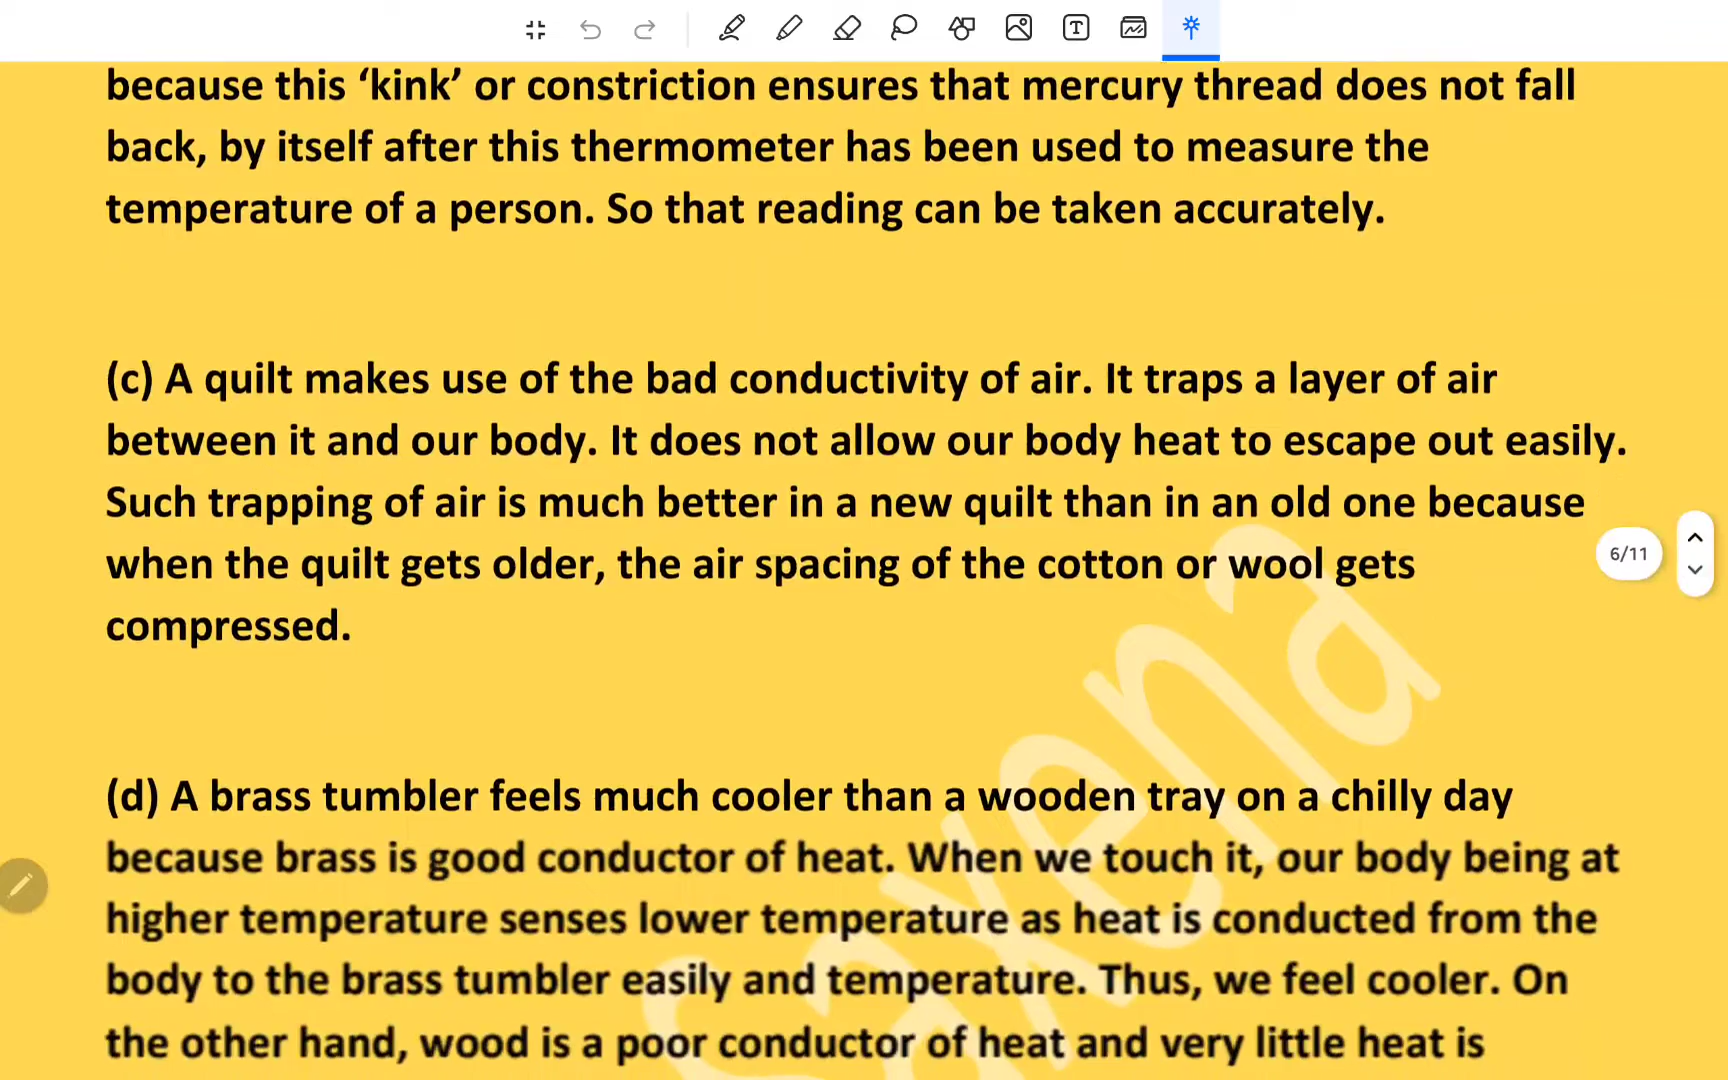 because this ‘kink’ or constriction ensures that mercury thread does not fall
back, by itself after this thermometer has been used to measure the
temperature of a person. So that reading can be taken accurately.
(c) A quilt makes use of the bad conductivity of air. It traps a layer of air
between it and our body. It does not allow our body heat to escape out easily.
Such trapping of air is much better in a new quilt than in an old one because
when the quilt gets older, the air spacing of the cotton or wool gets
compressed.
6/11
(d) A brass tumbler feels much cooler than a wooden tray on a chilly day
because brass is good conductor of heat. When we touch it, our body being at
higher temperature senses lower temperature as heat is conducted from the
body to the brass tumbler easily and temperature. Thus, we feel cooler. On
the other hand, wood is a poor conductor of heat and very little heat is
Saxena